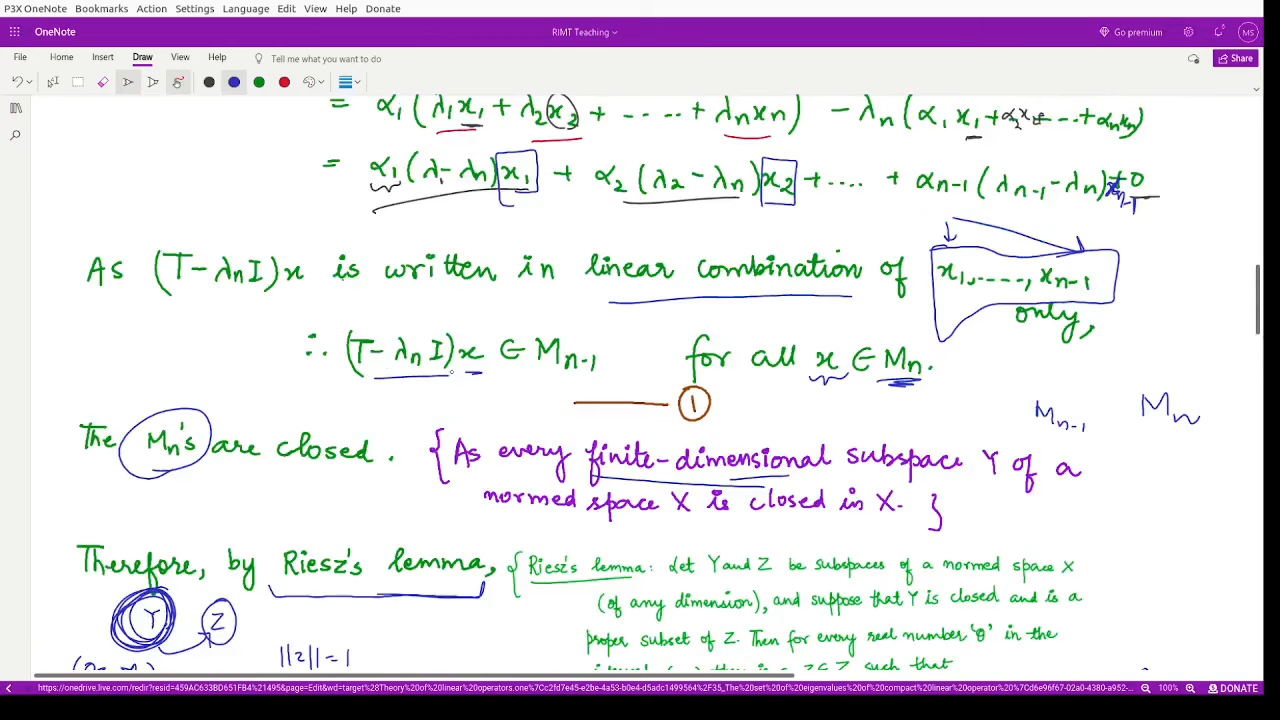 P3X OneNote Bookmarks Action Settings Language Edit View Help Donate
OneNote
RIMT Teaching
Go premium
MS
File Home Insert Draw View Help Tell me what you want to do
Share
= α₁(λ₁x₁ + λ₂x₂ + ..... + λₙxₙ) − λₙ(α₁x₁ + α₂x₂ + ... + αₙxₙ)
= α₁(λ − λₙ)x₁ + α₂(λ₂ − λₙ)x₂ + .... + αₙ₋₁(λₙ₋₁ − λₙ)xₙ₋₁ + 0
As (T − λₙI)x is written in linear combination of x₁, ....., xₙ₋₁
only,
∴ (T − λₙI)x ∈ Mₙ₋₁ for all x ∈ Mₙ.
①
Mₙ₋₁ Mₙ
The Mₙ's are closed. {As every finite-dimensional subspace Y of a
normed space X is closed in X. }
Therefore, by Riesz's lemma, {Riesz's lemma: Let Y and Z be subspaces of a normed space X
(of any dimension), and suppose that Y is closed and is a
Y Z
proper subset of Z. Then for every real number 'θ' in the
||z|| = 1
100%
DONATE